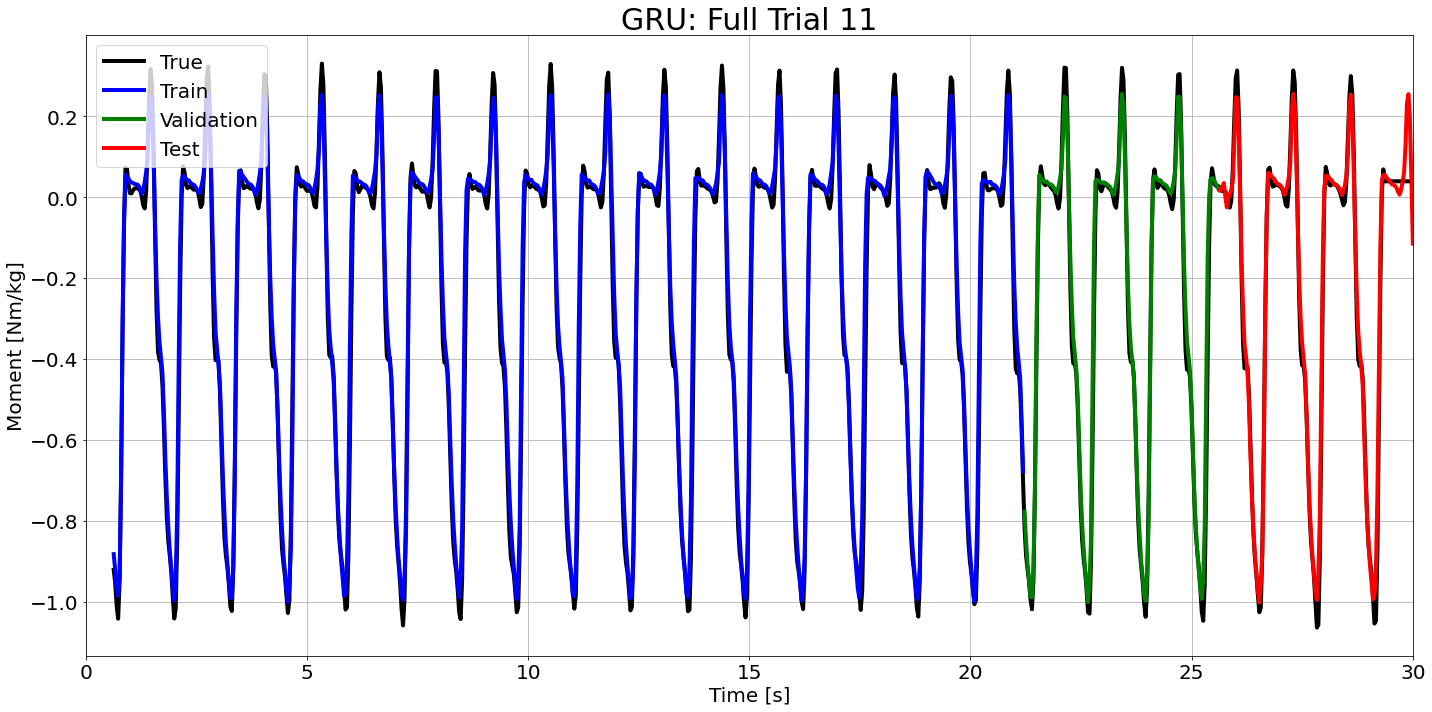 GRU: Full Trial 11
True
Train
Validation
Test
0.2
0.0
−0.2
−0.4
−0.6
−0.8
−1.0
Moment [Nm/kg]
0 5 10 15 20 25 30
Time [s]